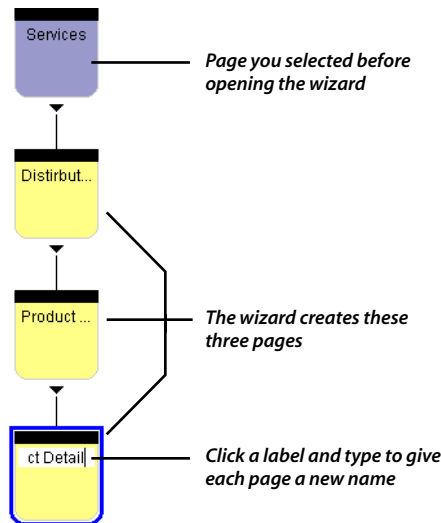 Services
Page you selected before
opening the wizard
Distirbut...
Product ...
The wizard creates these
three pages
ct Detail
Click a label and type to give
each page a new name